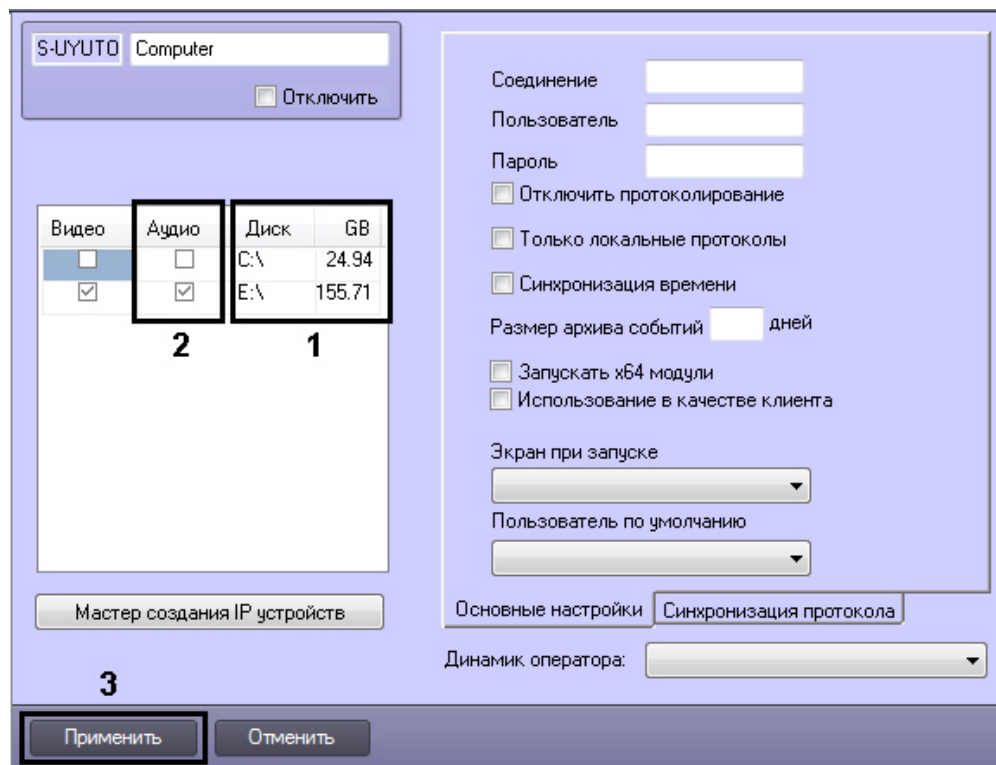 S-UYUTO Computer
Отключить
Видео Аудио Диск GB
C:\ 24.94
E:\ 155.71
2 1
Мастер создания IP устройств
3
Применить Отменить
Соединение
Пользователь
Пароль
Отключить протоколирование
Только локальные протоколы
Синхронизация времени
Размер архива событий дней
Запускать x64 модули
Использование в качестве клиента
Экран при запуске
Пользователь по умолчанию
Основные настройки Синхронизация протокола
Динамик оператора: